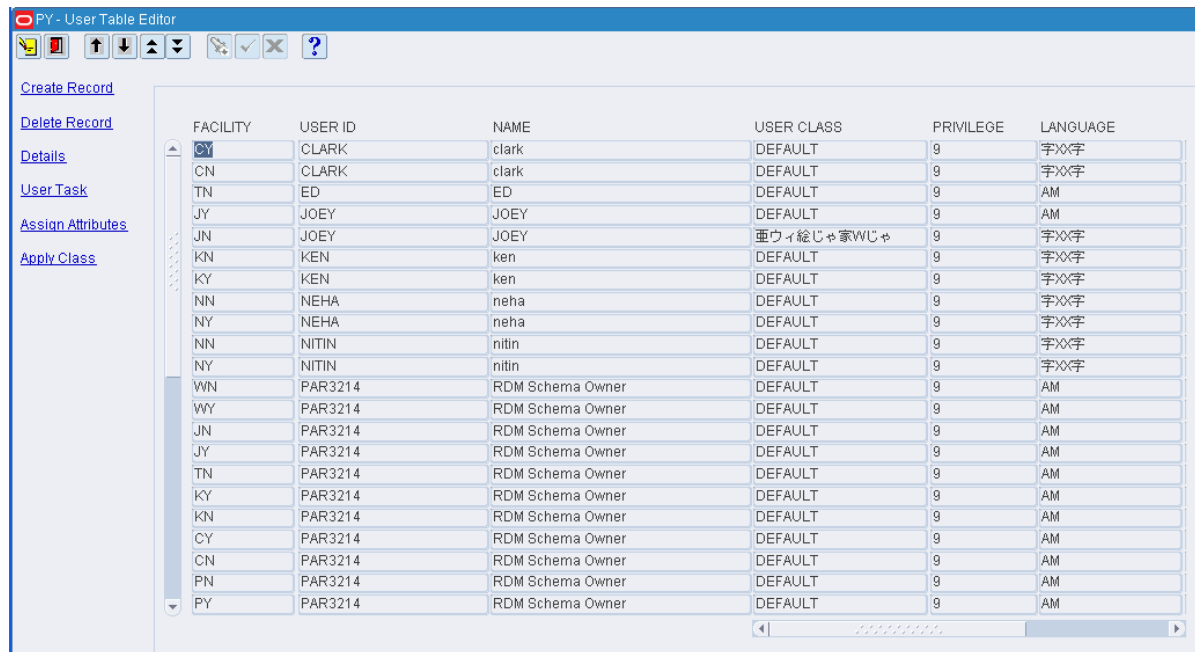 PY - User Table Editor
Create Record
Delete Record
Details
User Task
Assign Attributes
Apply Class
FACILITY USER ID NAME USER CLASS PRIVILEGE LANGUAGE
CY CLARK clark DEFAULT 9 字XX字
CN CLARK clark DEFAULT 9 字XX字
TN ED ED DEFAULT 9 AM
JY JOEY JOEY DEFAULT 9 AM
JN JOEY JOEY 亜ウィ絵じゃ家Wじゃ 9 字XX字
KN KEN ken DEFAULT 9 字XX字
KY KEN ken DEFAULT 9 字XX字
NN NEHA neha DEFAULT 9 字XX字
NY NEHA neha DEFAULT 9 字XX字
NN NITIN nitin DEFAULT 9 字XX字
NY NITIN nitin DEFAULT 9 字XX字
WN PAR3214 RDM Schema Owner DEFAULT 9 AM
WY PAR3214 RDM Schema Owner DEFAULT 9 AM
JN PAR3214 RDM Schema Owner DEFAULT 9 AM
JY PAR3214 RDM Schema Owner DEFAULT 9 AM
TN PAR3214 RDM Schema Owner DEFAULT 9 AM
KY PAR3214 RDM Schema Owner DEFAULT 9 AM
KN PAR3214 RDM Schema Owner DEFAULT 9 AM
CY PAR3214 RDM Schema Owner DEFAULT 9 AM
CN PAR3214 RDM Schema Owner DEFAULT 9 AM
PN PAR3214 RDM Schema Owner DEFAULT 9 AM
PY PAR3214 RDM Schema Owner DEFAULT 9 AM